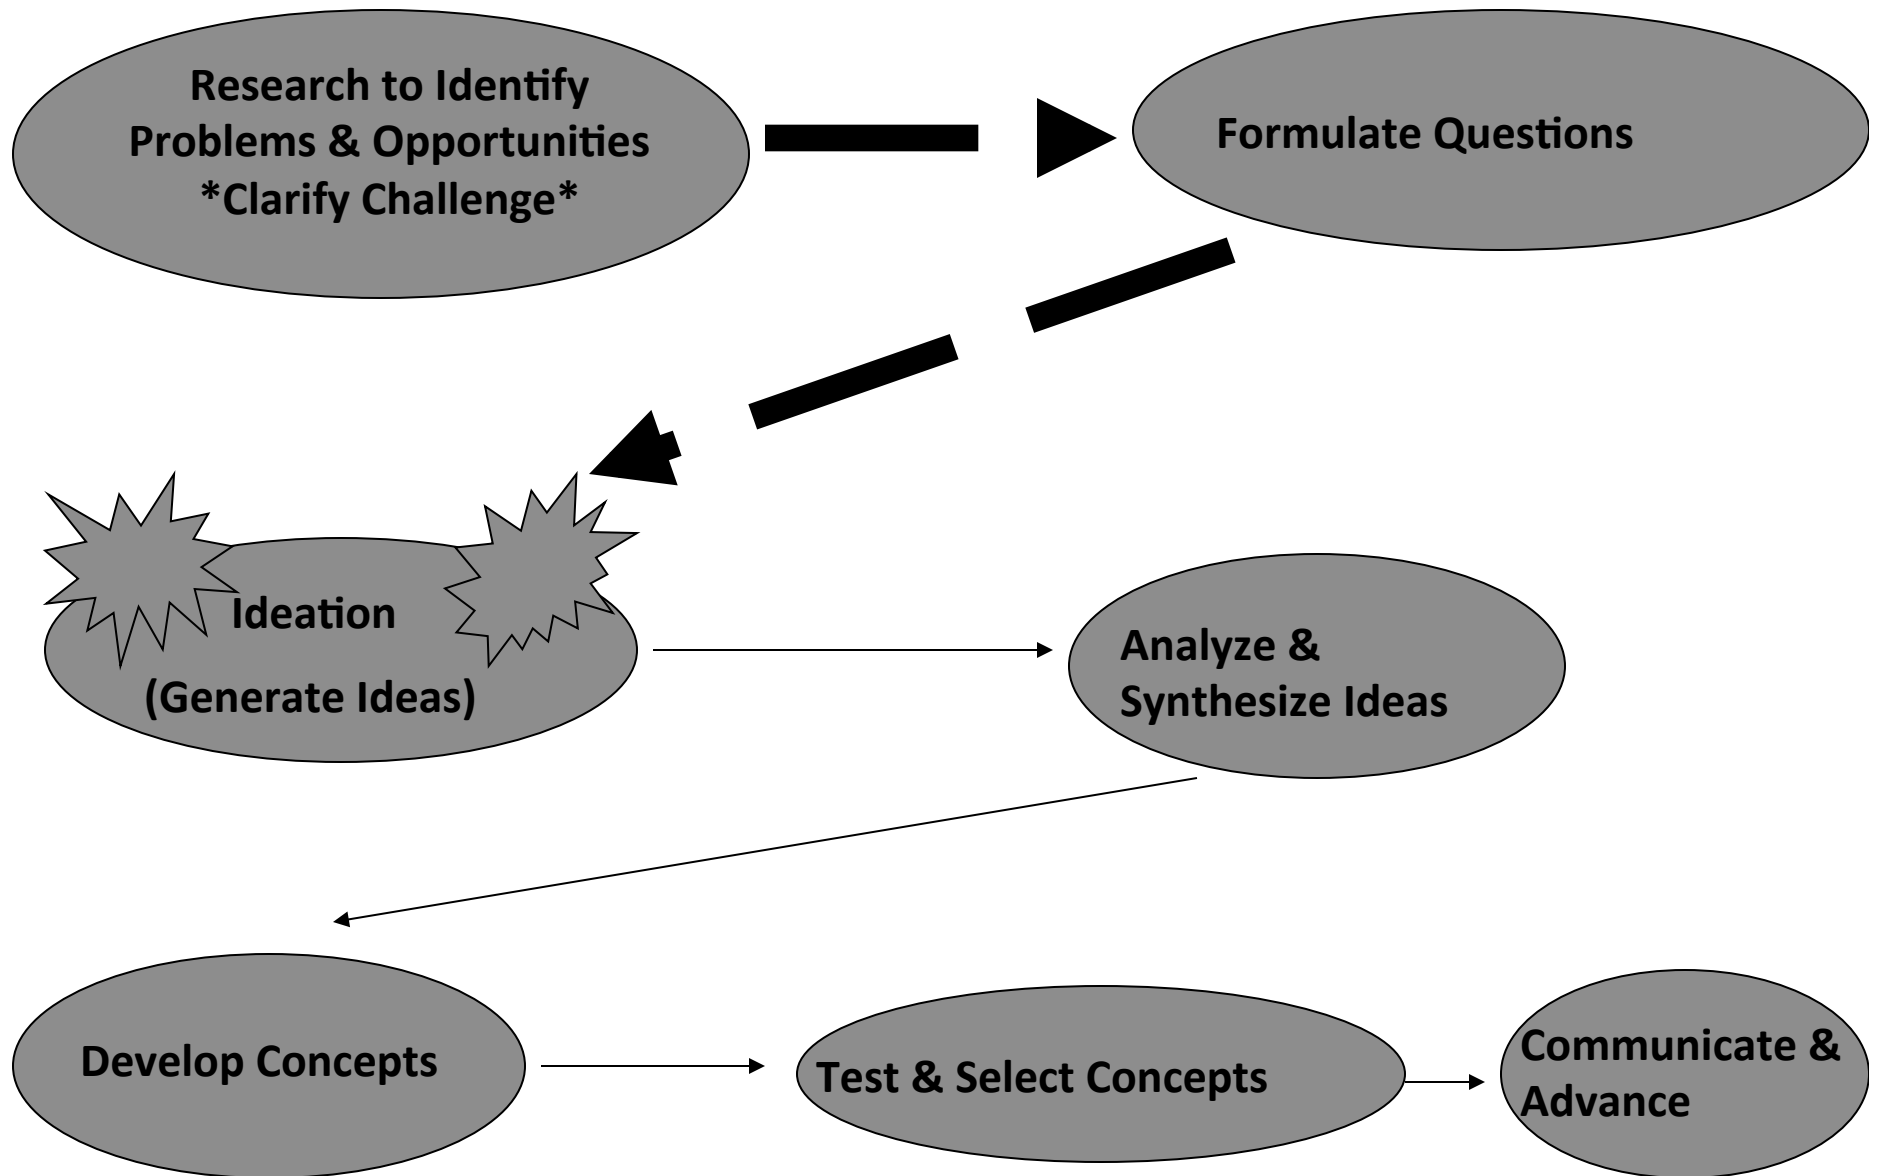 Research to Identify
Problems & Opportunities
*Clarify Challenge*
Formulate Questions
Ideation
(Generate Ideas)
Analyze &
Synthesize Ideas
Develop Concepts
Test & Select Concepts
Communicate &
Advance